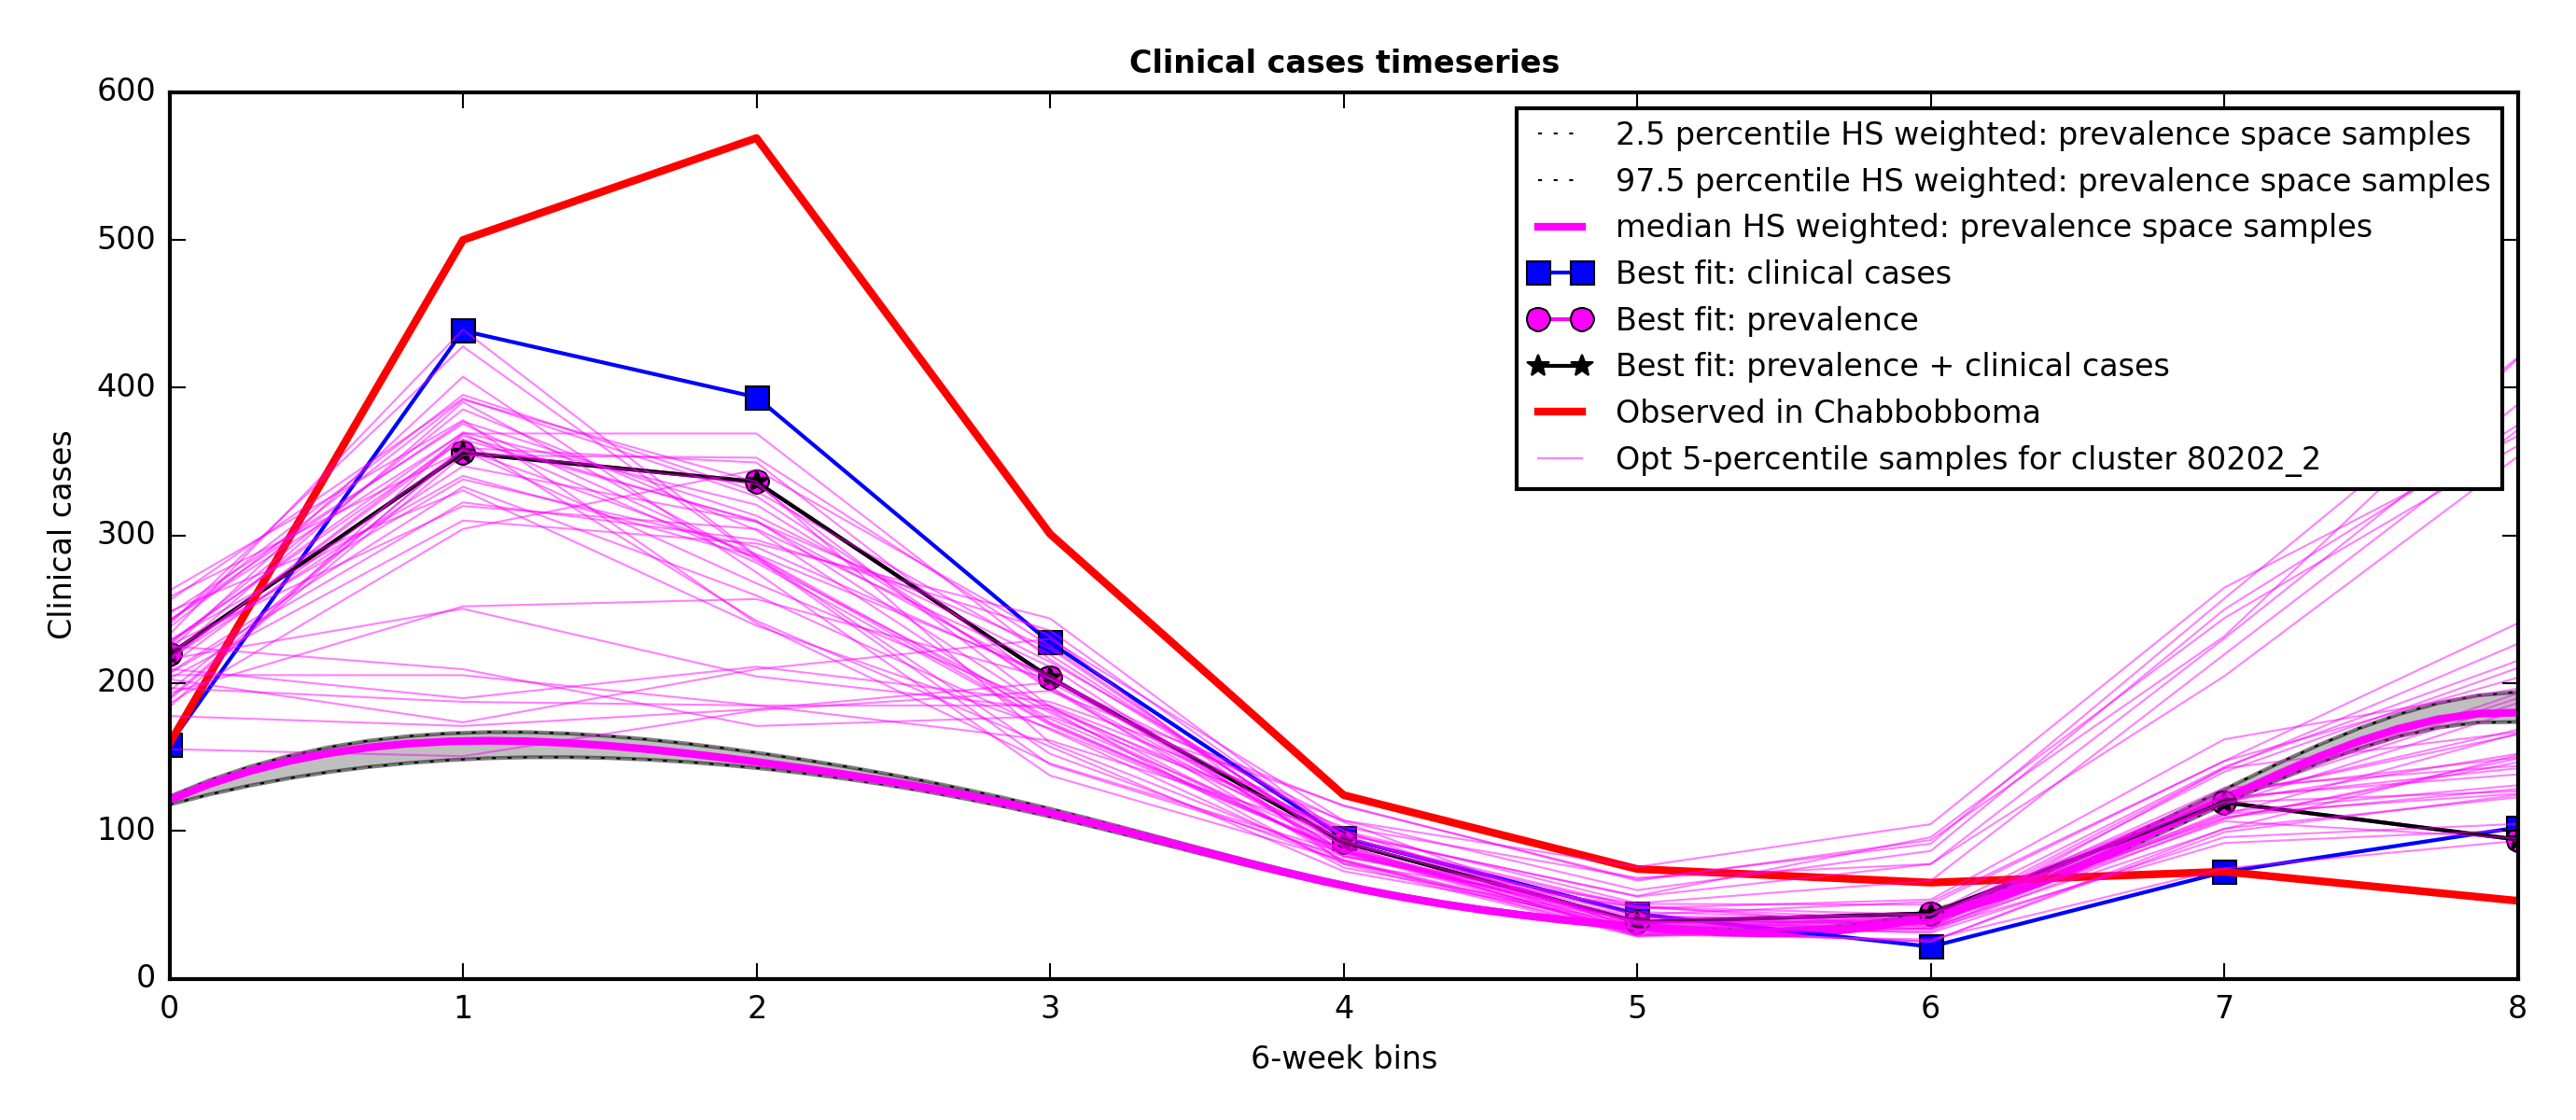 Clinical cases timeseries
600
500
400
300
200
100
0
Clinical cases
2.5 percentile HS weighted: prevalence space samples
97.5 percentile HS weighted: prevalence space samples
median HS weighted: prevalence space samples
Best fit: clinical cases
Best fit: prevalence
Best fit: prevalence + clinical cases
Observed in Chabbobboma
Opt 5-percentile samples for cluster 80202_2
0 1 2 3 4 5 6 7 8
6-week bins